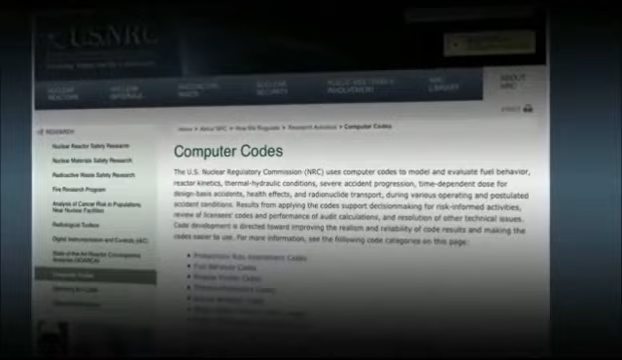 U.S.NRC
NUCLEAR REACTORS
NUCLEAR MATERIALS
RADIOACTIVE WASTE
NUCLEAR SECURITY
PUBLIC MEETINGS & INVOLVEMENT
NRC LIBRARY
ABOUT NRC
RESEARCH
Home > About NRC > How We Regulate > Research Activities > Computer Codes
Nuclear Reactor Safety Research
Nuclear Materials Safety Research
Radioactive Waste Safety Research
Fire Research Program
Analysis of Cancer Risk in Populations
Near Nuclear Facilities
Radiological Toolbox
Digital Instrumentation and Controls (I&C)
State-of-the-Art Reactor Consequence
Analysis (SOARCA)
Computer Codes
Computer Codes
The U.S. Nuclear Regulatory Commission (NRC) uses computer codes to model and evaluate fuel behavior,
reactor kinetics, thermal-hydraulic conditions, severe accident progression, time-dependent dose for
design-basis accidents, health effects, and radionuclide transport, during various operating and postulated
accident conditions. Results from applying the codes support decisionmaking for risk-informed activities,
review of licensees' codes and performance of audit calculations, and resolution of other technical issues.
Code development is directed toward improving the realism and reliability of code results and making the
codes easier to use. For more information, see the following code categories on this page:
Probabilistic Risk Assessment Codes
Fuel Behavior Codes
Reactor Kinetics Codes